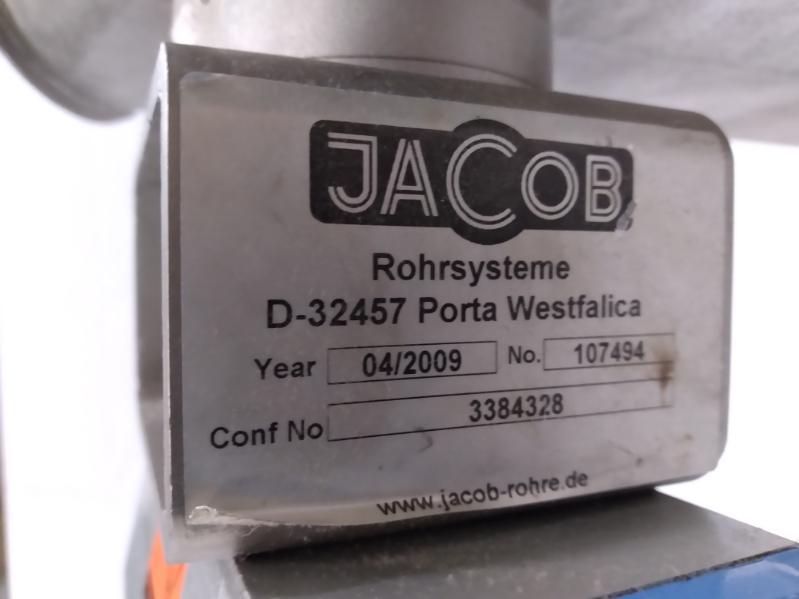 JACOB
Rohrsysteme
D-32457 Porta Westfalica
Year 04/2009 No. 107494
Conf No 3384328
www.jacob-rohre.de